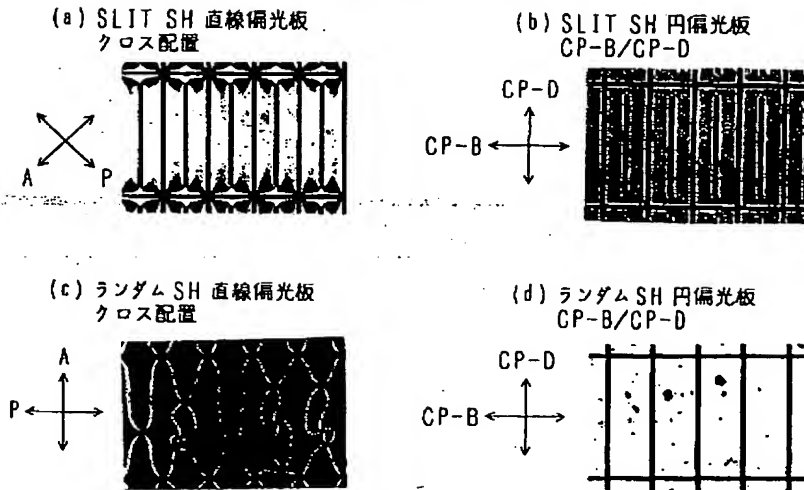 (a) SLIT SH 直線偏光板
クロス配置
A
P
(b) SLIT SH 円偏光板
CP-B/CP-D
CP-D
CP-B
(c) ランダム SH 直線偏光板
クロス配置
A
P
(d) ランダム SH 円偏光板
CP-B/CP-D
CP-D
CP-B